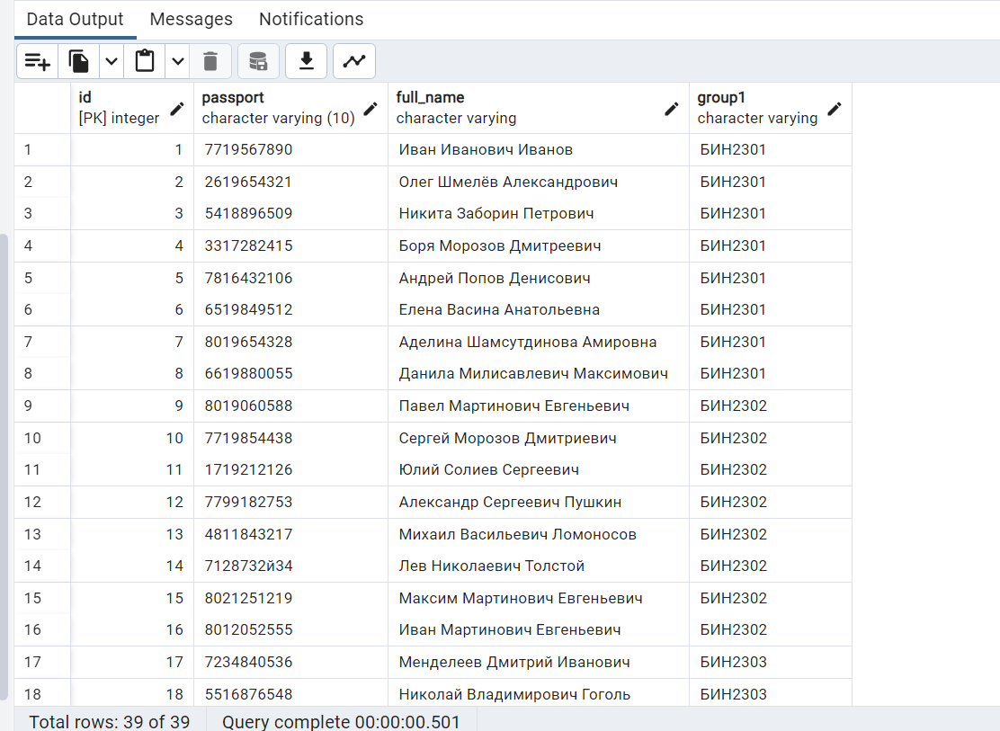 Data Output Messages Notifications
id passport full_name group1
[PK] integer character varying (10) character varying character varying
1 1 7719567890 Иван Иванович Иванов БИН2301
2 2 2619654321 Олег Шмелёв Александрович БИН2301
3 3 5418896509 Никита Заборин Петрович БИН2301
4 4 3317282415 Боря Морозов Дмитреевич БИН2301
5 5 7816432106 Андрей Попов Денисович БИН2301
6 6 6519849512 Елена Васина Анатольевна БИН2301
7 7 8019654328 Аделина Шамсутдинова Амировна БИН2301
8 8 6619880055 Данила Милисавлевич Максимович БИН2301
9 9 8019060588 Павел Мартинович Евгеньевич БИН2302
10 10 7719854438 Сергей Морозов Дмитриевич БИН2302
11 11 1719212126 Юлий Солиев Сергеевич БИН2302
12 12 7799182753 Александр Сергеевич Пушкин БИН2302
13 13 4811843217 Михаил Васильевич Ломоносов БИН2302
14 14 7128732й34 Лев Николаевич Толстой БИН2302
15 15 8021251219 Максим Мартинович Евгеньевич БИН2302
16 16 8012052555 Иван Мартинович Евгеньевич БИН2302
17 17 7234840536 Менделеев Дмитрий Иванович БИН2303
18 18 5516876548 Николай Владимирович Гоголь БИН2303
Total rows: 39 of 39 Query complete 00:00:00.501